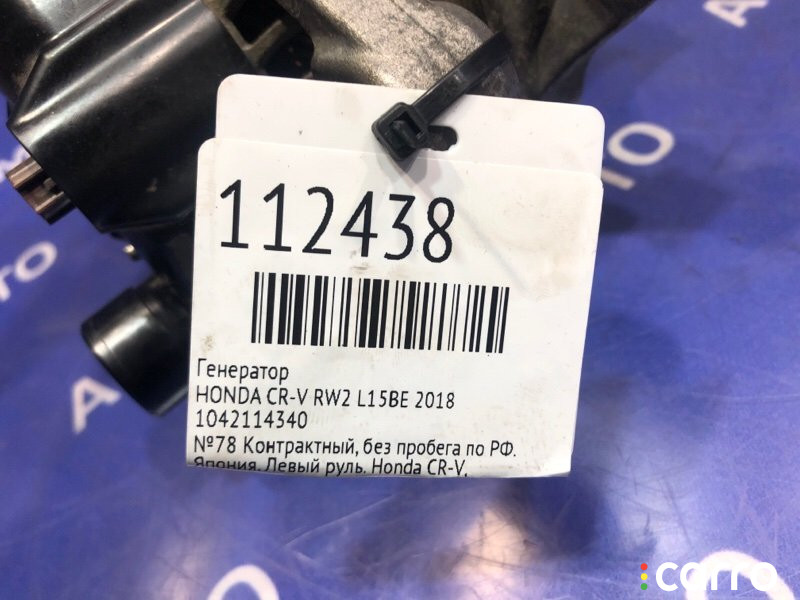 112438
Генератор
HONDA CR-V RW2 L15BE 2018
1042114340
№78 Контрактный, без пробега по РФ.
Япония. Левый руль. Honda CR-V,